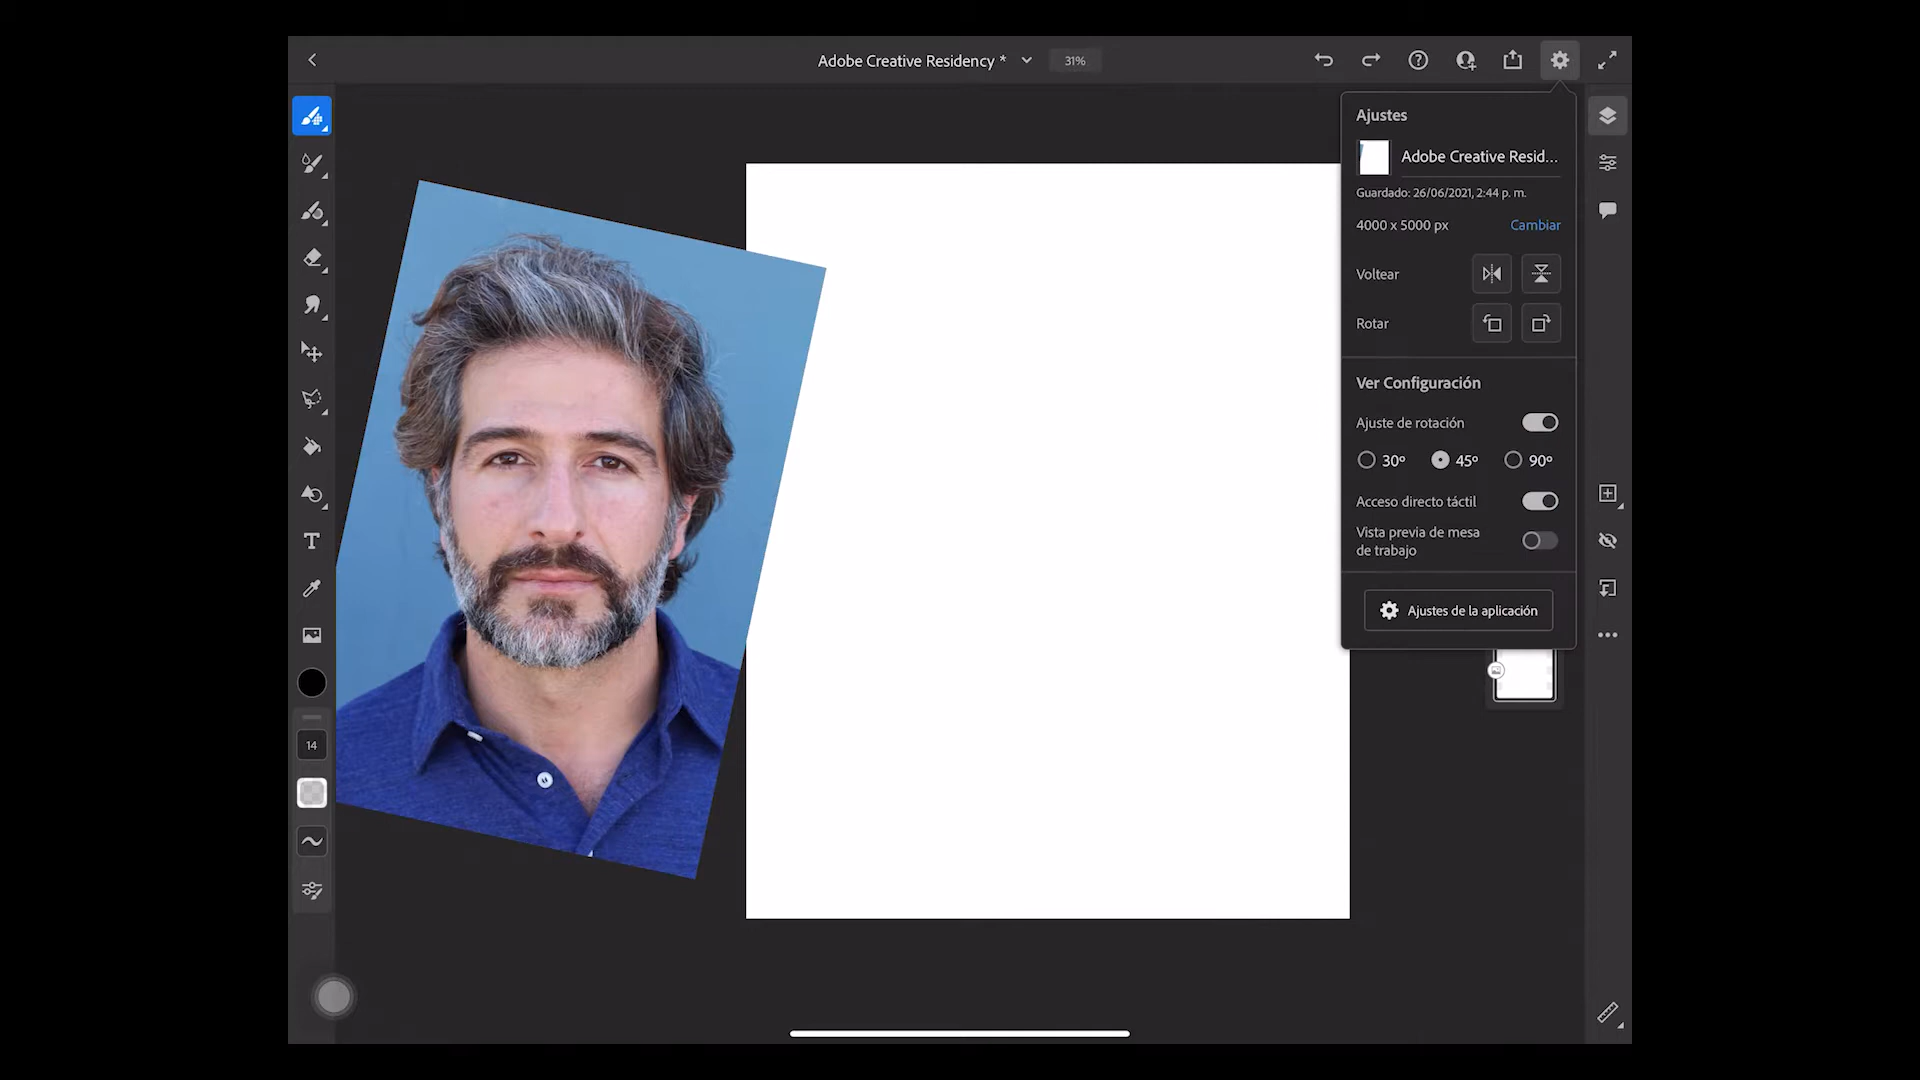 Adobe Creative Residency *
31%
Ajustes
Adobe Creative Resid...
Guardado: 26/06/2021, 2:44 p. m.
4000 x 5000 px
Cambiar
Voltear
Rotar
Ver Configuración
Ajuste de rotación
30º
45º
90º
Acceso directo táctil
Vista previa de mesa
de trabajo
Ajustes de la aplicación
T
14